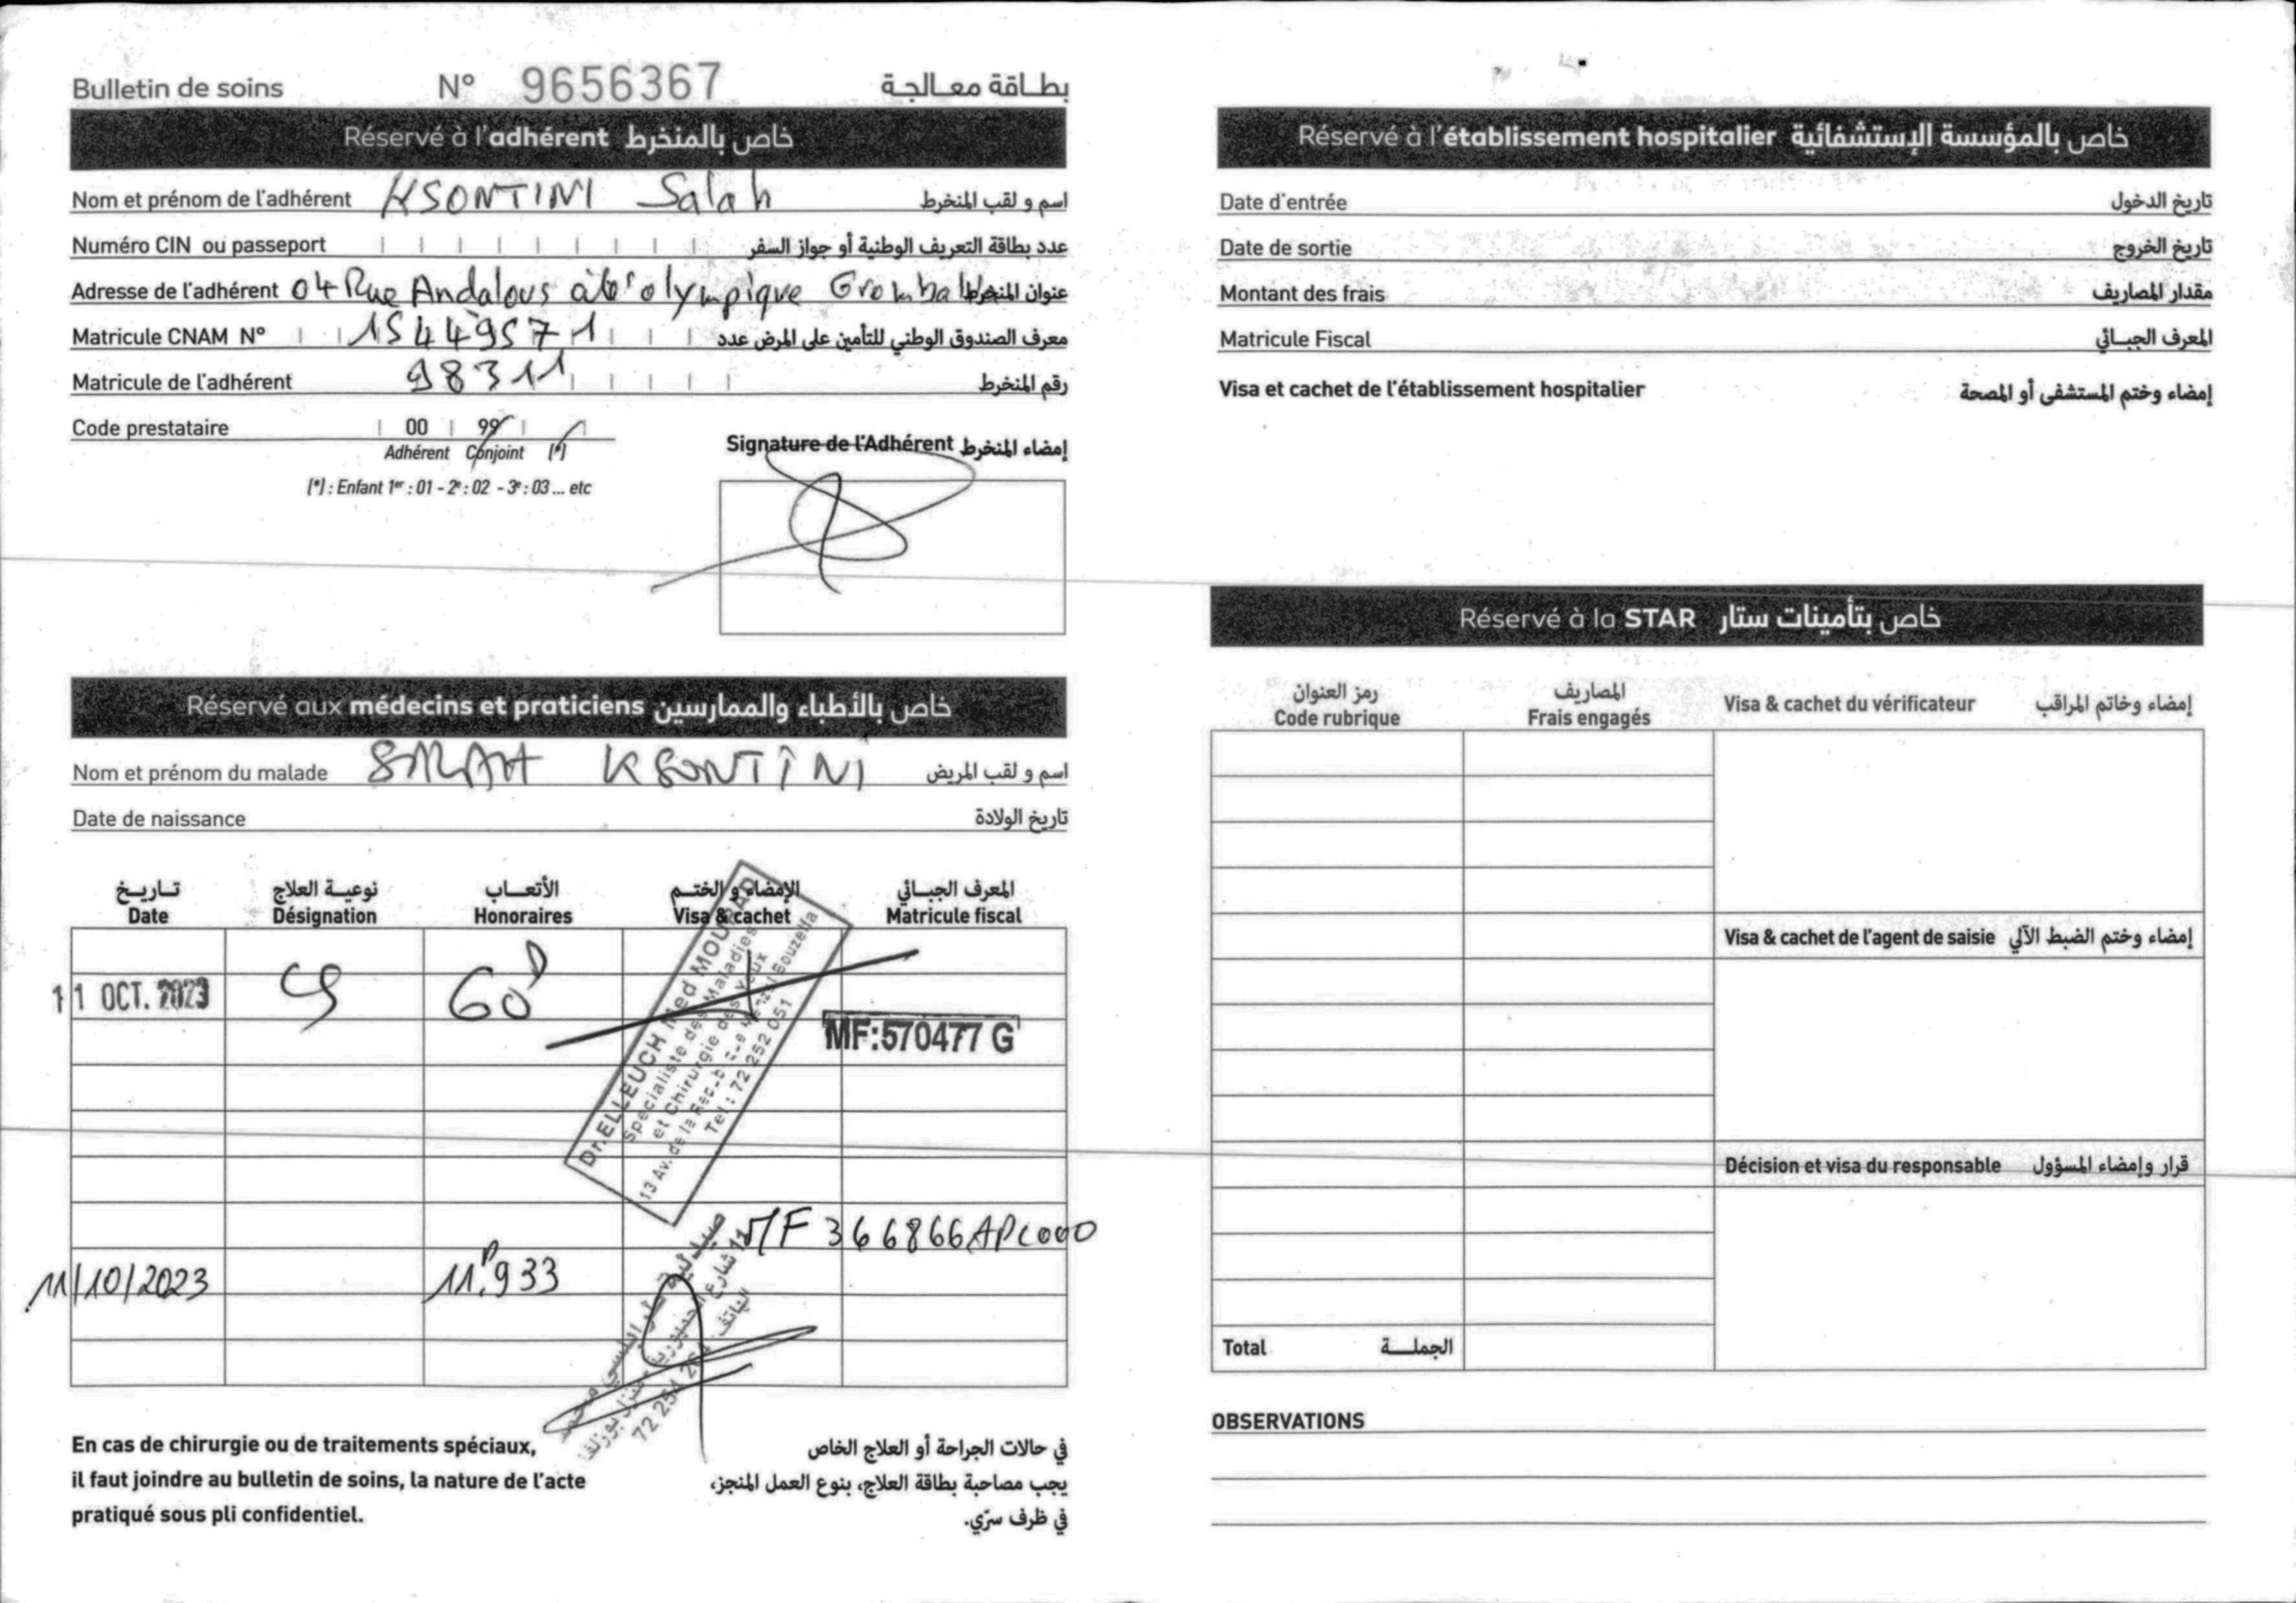 Bulletin de soins N° 9656367 بطاقة معالجة
Réservé à l'adhérent خاص بالمنخرط
Nom et prénom de l'adhérent KSONTINI Salah اسم و لقب المنخرط
Numéro CIN ou passeport عدد بطاقة التعريف الوطنية أو جواز السفر
Adresse de l'adhérent 04 Rue Andalous cité olympique Grombalia عنوان المنخرط
Matricule CNAM N° 15449571 معرف الصندوق الوطني للتأمين على المرض عدد
Matricule de l'adhérent 98311 رقم المنخرط
Code prestataire 00 99
Adhérent Conjoint (*)
(*) : Enfant 1er : 01 - 2e : 02 - 3e : 03 ... etc
Signature de l'Adhérent إمضاء المنخرط
Réservé aux médecins et praticiens خاص بالأطباء والممارسين
Nom et prénom du malade SALAH KSONTINI اسم و لقب المريض
Date de naissance تاريخ الولادة
تاريخ نوعية العلاج الأتعاب الإمضاء و الختم المعرف الجبائي
Date Désignation Honoraires Visa & cachet Matricule fiscal
11 OCT. 2023 CS 60D
MF:570477 G
Dr. ELLEUCH Med MOURAD
Spécialiste des Maladies
et Chirurgie des Yeux
13 Av. de la Menzel Bouzelfa
Tel : 72 252 051
M/F 366866APC000
11/10/2023 11D.933
صيدلية
11 شارع الجمهورية منزل بوزلفة
الهاتف 72 254 264
En cas de chirurgie ou de traitements spéciaux,
il faut joindre au bulletin de soins, la nature de l'acte
pratiqué sous pli confidentiel.
في حالات الجراحة أو العلاج الخاص
يجب مصاحبة بطاقة العلاج، بنوع العمل المنجز،
في ظرف سرّي.
Réservé à l'établissement hospitalier خاص بالمؤسسة الإستشفائية
Date d'entrée تاريخ الدخول
Date de sortie تاريخ الخروج
Montant des frais مقدار المصاريف
Matricule Fiscal المعرف الجبائي
Visa et cachet de l'établissement hospitalier إمضاء وختم المستشفى أو المصحة
Réservé à la STAR خاص بتأمينات ستار
رمز العنوان المصاريف
Code rubrique Frais engagés Visa & cachet du vérificateur إمضاء وخاتم المراقب
Visa & cachet de l'agent de saisie إمضاء وختم الضبط الآلي
Décision et visa du responsable قرار وإمضاء المسؤول
Total الجملة
OBSERVATIONS